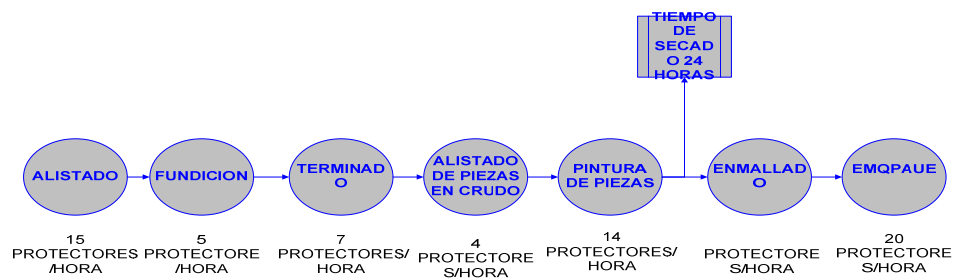 TIEMPO
DE
SECAD
O 24
HORAS
ALISTADO
FUNDICION
TERMINAD
O
ALISTADO
DE PIEZAS
EN CRUDO
PINTURA
DE PIEZAS
ENMALLAD
O
EMQPAUE
15
PROTECTORES
/HORA
5
PROTECTORE
/HORA
7
PROTECTORES/
HORA
4
PROTECTORE
S/HORA
14
PROTECTORES/
HORA
PROTECTORE
S/HORA
20
PROTECTORE
S/HORA